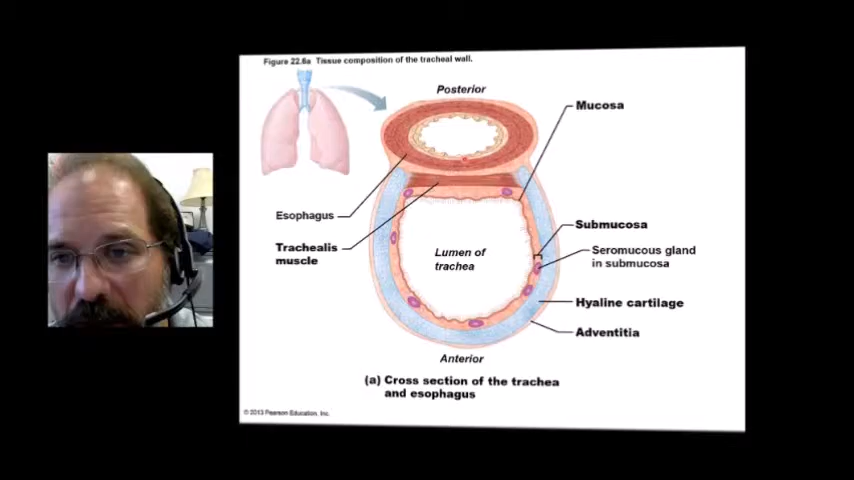 Figure 22.6a Tissue composition of the tracheal wall.
Posterior
Mucosa
Esophagus
Submucosa
Trachealis
muscle
Lumen of
trachea
Seromucous gland
in submucosa
Hyaline cartilage
Adventitia
Anterior
(a) Cross section of the trachea
and esophagus
© 2013 Pearson Education, Inc.